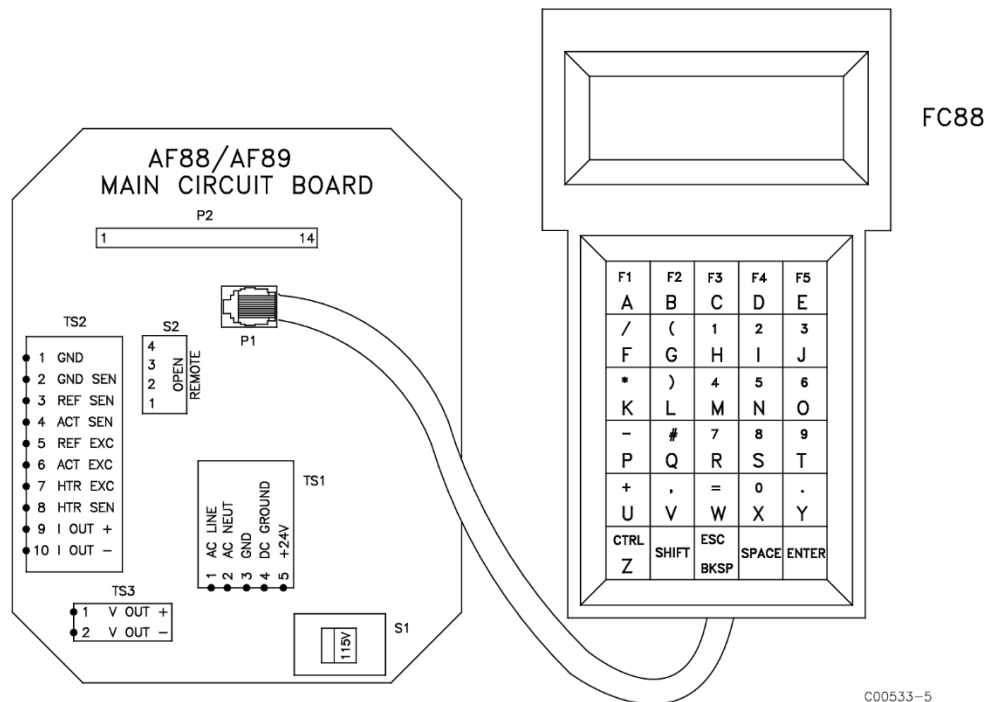 FC88
AF88/AF89
MAIN CIRCUIT BOARD
P2
1 14
P1
TS2
1 GND
2 GND SEN
3 REF SEN
4 ACT SEN
5 REF EXC
6 ACT EXC
7 HTR EXC
8 HTR SEN
9 I OUT +
10 I OUT -
S2
4
3
2
1
OPEN
REMOTE
TS1
1 AC LINE
2 AC NEUT
3 GND
4 DC GROUND
5 +24V
TS3
1 V OUT +
2 V OUT -
S1
115V
F1 F2 F3 F4 F5
A B C D E
/ ( 1 2 3
F G H I J
* ) 4 5 6
K L M N O
- # 7 8 9
P Q R S T
+ , = 0 .
U V W X Y
CTRL ESC
SHIFT SPACE ENTER
Z BKSP
C00533-5